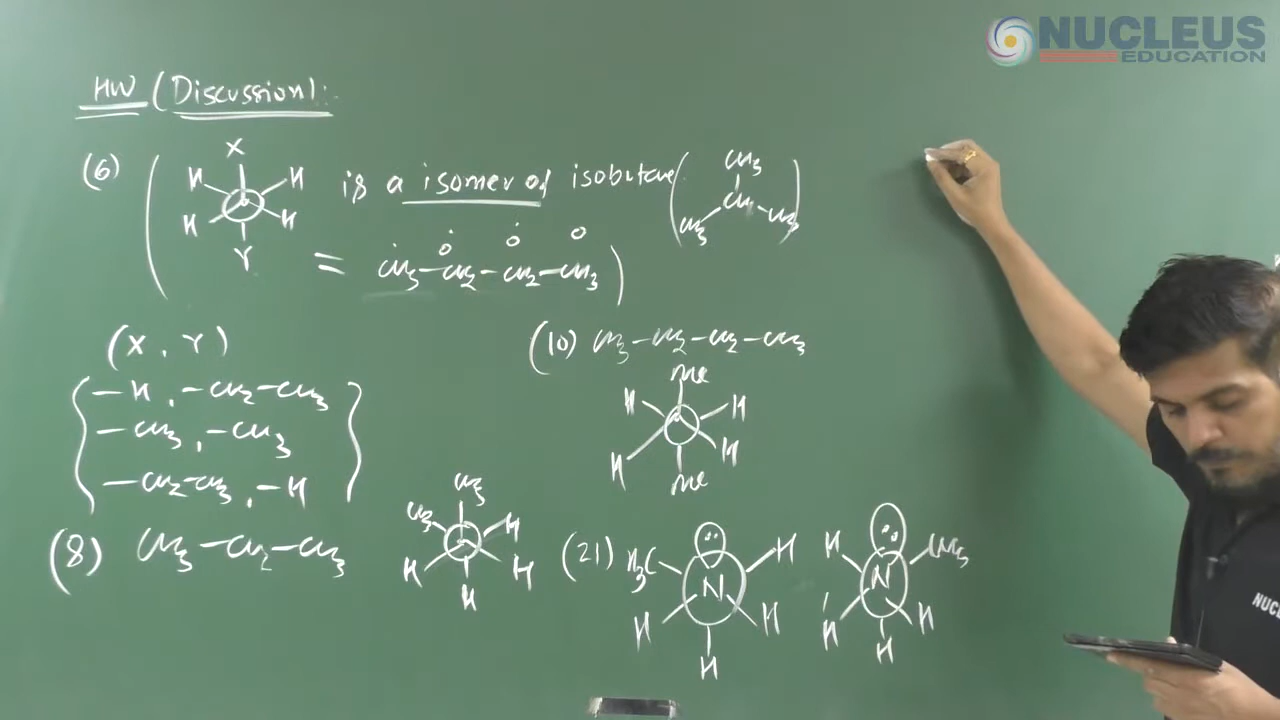 NUCLEUS
EDUCATION
HW (Discussion):
(6) X H H H H Y is a isomer of isobutane (CH3 CH CH3 CH3)
= CH3-CH2-CH2-CH3)
(X, Y)
-H, -CH2-CH3
-CH3, -CH3
-CH2-CH3, -H
(8) CH3-CH2-CH3
CH3 CH3 H H H H
(10) CH3-CH2-CH2-CH3
Me H H H H Me
(21) H3C N H H H H
H N CH3 H H H
NUCL